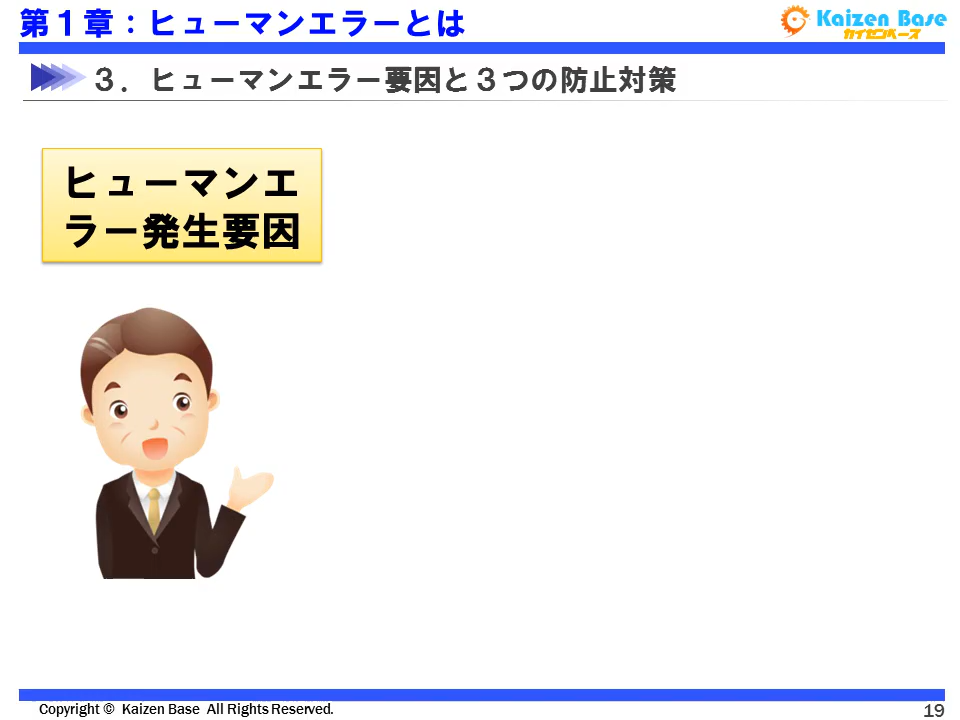 第１章：ヒューマンエラーとは
Kaizen Base
カイゼンベース
３．ヒューマンエラー要因と３つの防止対策
ヒューマンエ
ラー発生要因
Copyright © Kaizen Base All Rights Reserved.
19